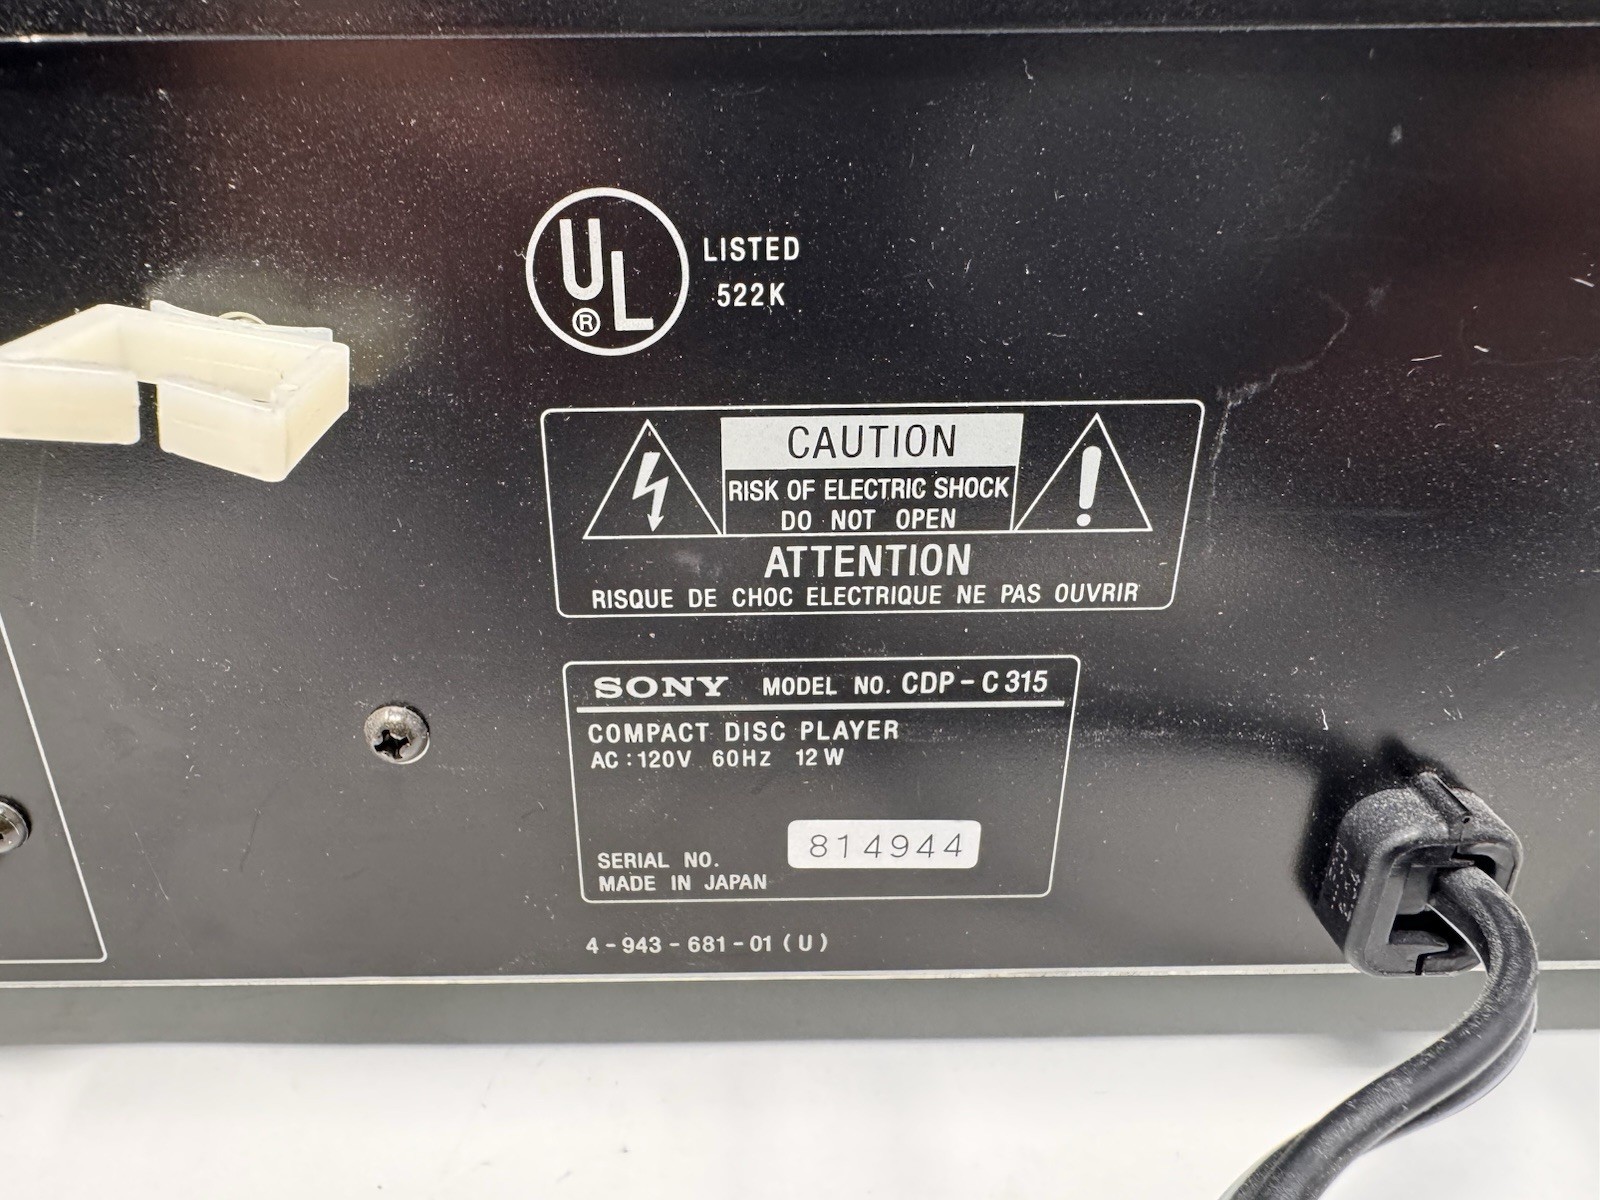 UL
®
LISTED
522K
CAUTION
RISK OF ELECTRIC SHOCK
DO NOT OPEN
ATTENTION
RISQUE DE CHOC ELECTRIQUE NE PAS OUVRIR
SONY MODEL NO. CDP-C315
COMPACT DISC PLAYER
AC:120V 60Hz 12W
SERIAL NO. 814944
MADE IN JAPAN
4-943-681-01(U)